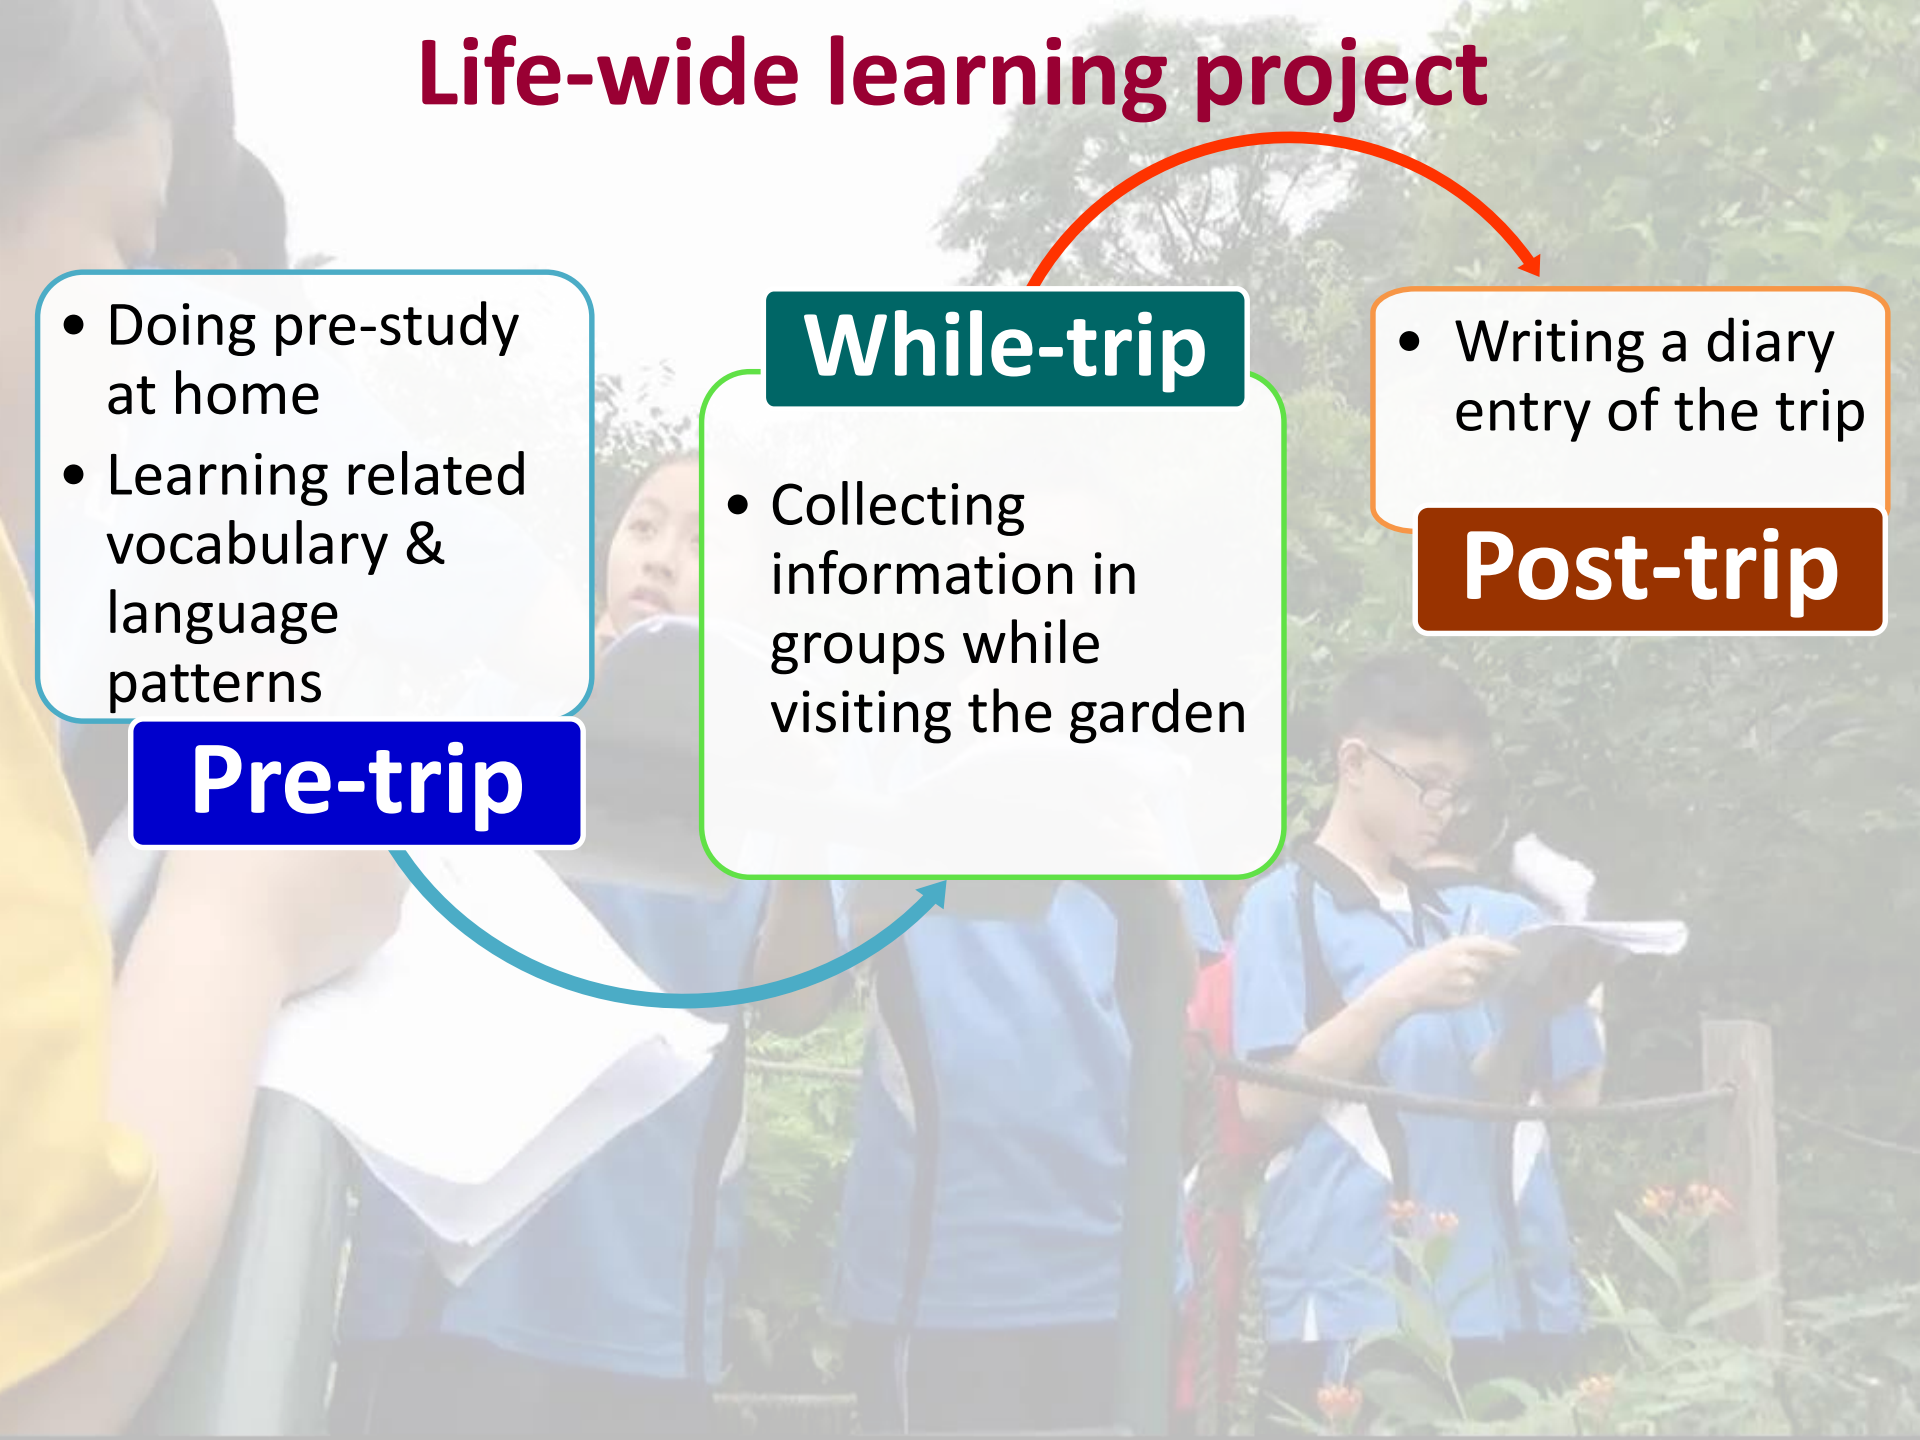 Life-wide learning project
• Doing pre-study
at home
• Learning related
vocabulary &
language
patterns
Pre-trip
While-trip
• Collecting
information in
groups while
visiting the garden
• Writing a diary
entry of the trip
Post-trip